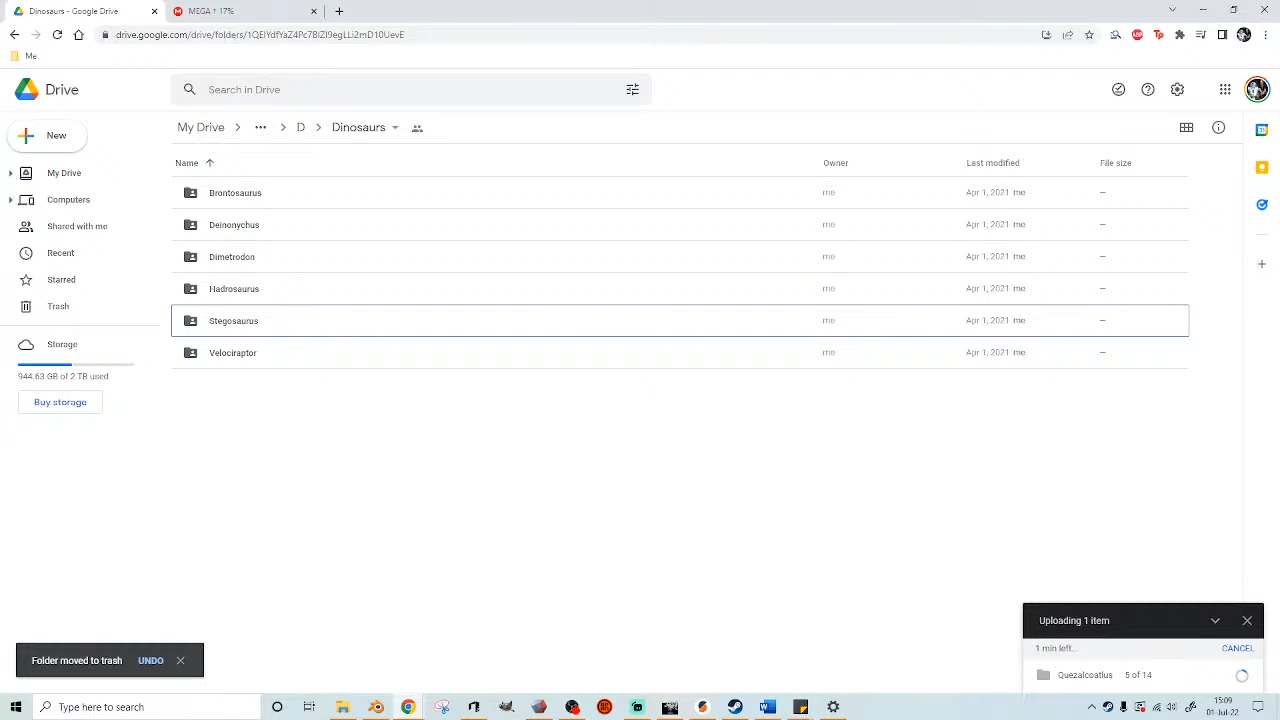 Dinosaurs - Google Drive
MEGA ↑ 17%
drive.google.com/drive/folders/1QElYdfYaZ4Pc7BlZl9egLLi2mD10UevE
Me
Drive
Search in Drive
New
My Drive
Computers
Shared with me
Recent
Starred
Trash
Storage
944.63 GB of 2 TB used
Buy storage
My Drive > ••• > D > Dinosaurs
Name Owner Last modified File size
Brontosaurus me Apr 1, 2021 me –
Deinonychus me Apr 1, 2021 me –
Dimetrodon me Apr 1, 2021 me –
Hadrosaurus me Apr 1, 2021 me –
Stegosaurus me Apr 1, 2021 me –
Velociraptor me Apr 1, 2021 me –
Folder moved to trash UNDO
Uploading 1 item
1 min left... CANCEL
Quezalcoatlus 5 of 14
Type here to search
15:09
01-Jul-22